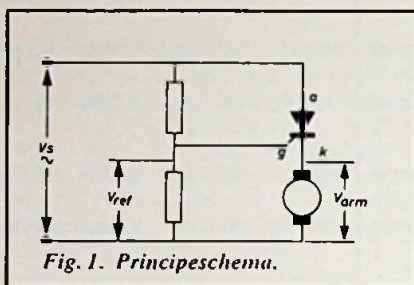 a
vs
~
g
k
vref
varm
Fig. 1. Principeschema.